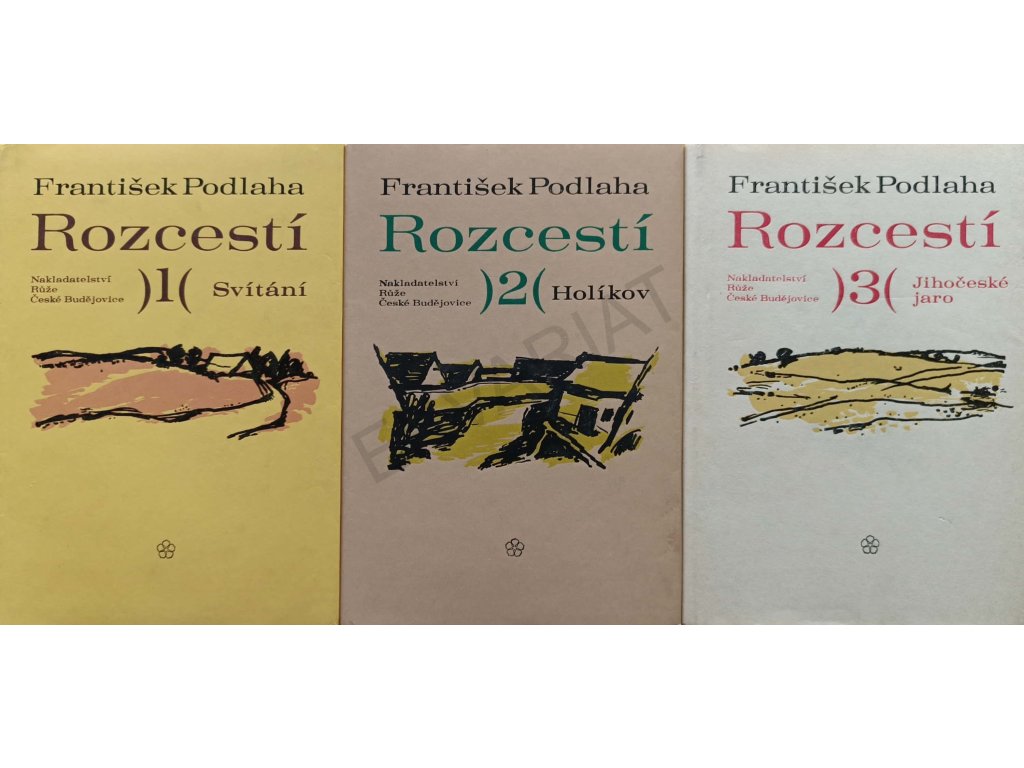 František Podlaha
Rozcestí
Nakladatelství
Růže
České Budějovice
)1( Svítání
František Podlaha
Rozcestí
Nakladatelství
Růže
České Budějovice
)2( Holíkov
František Podlaha
Rozcestí
Nakladatelství
Růže
České Budějovice
)3( Jihočeské
jaro